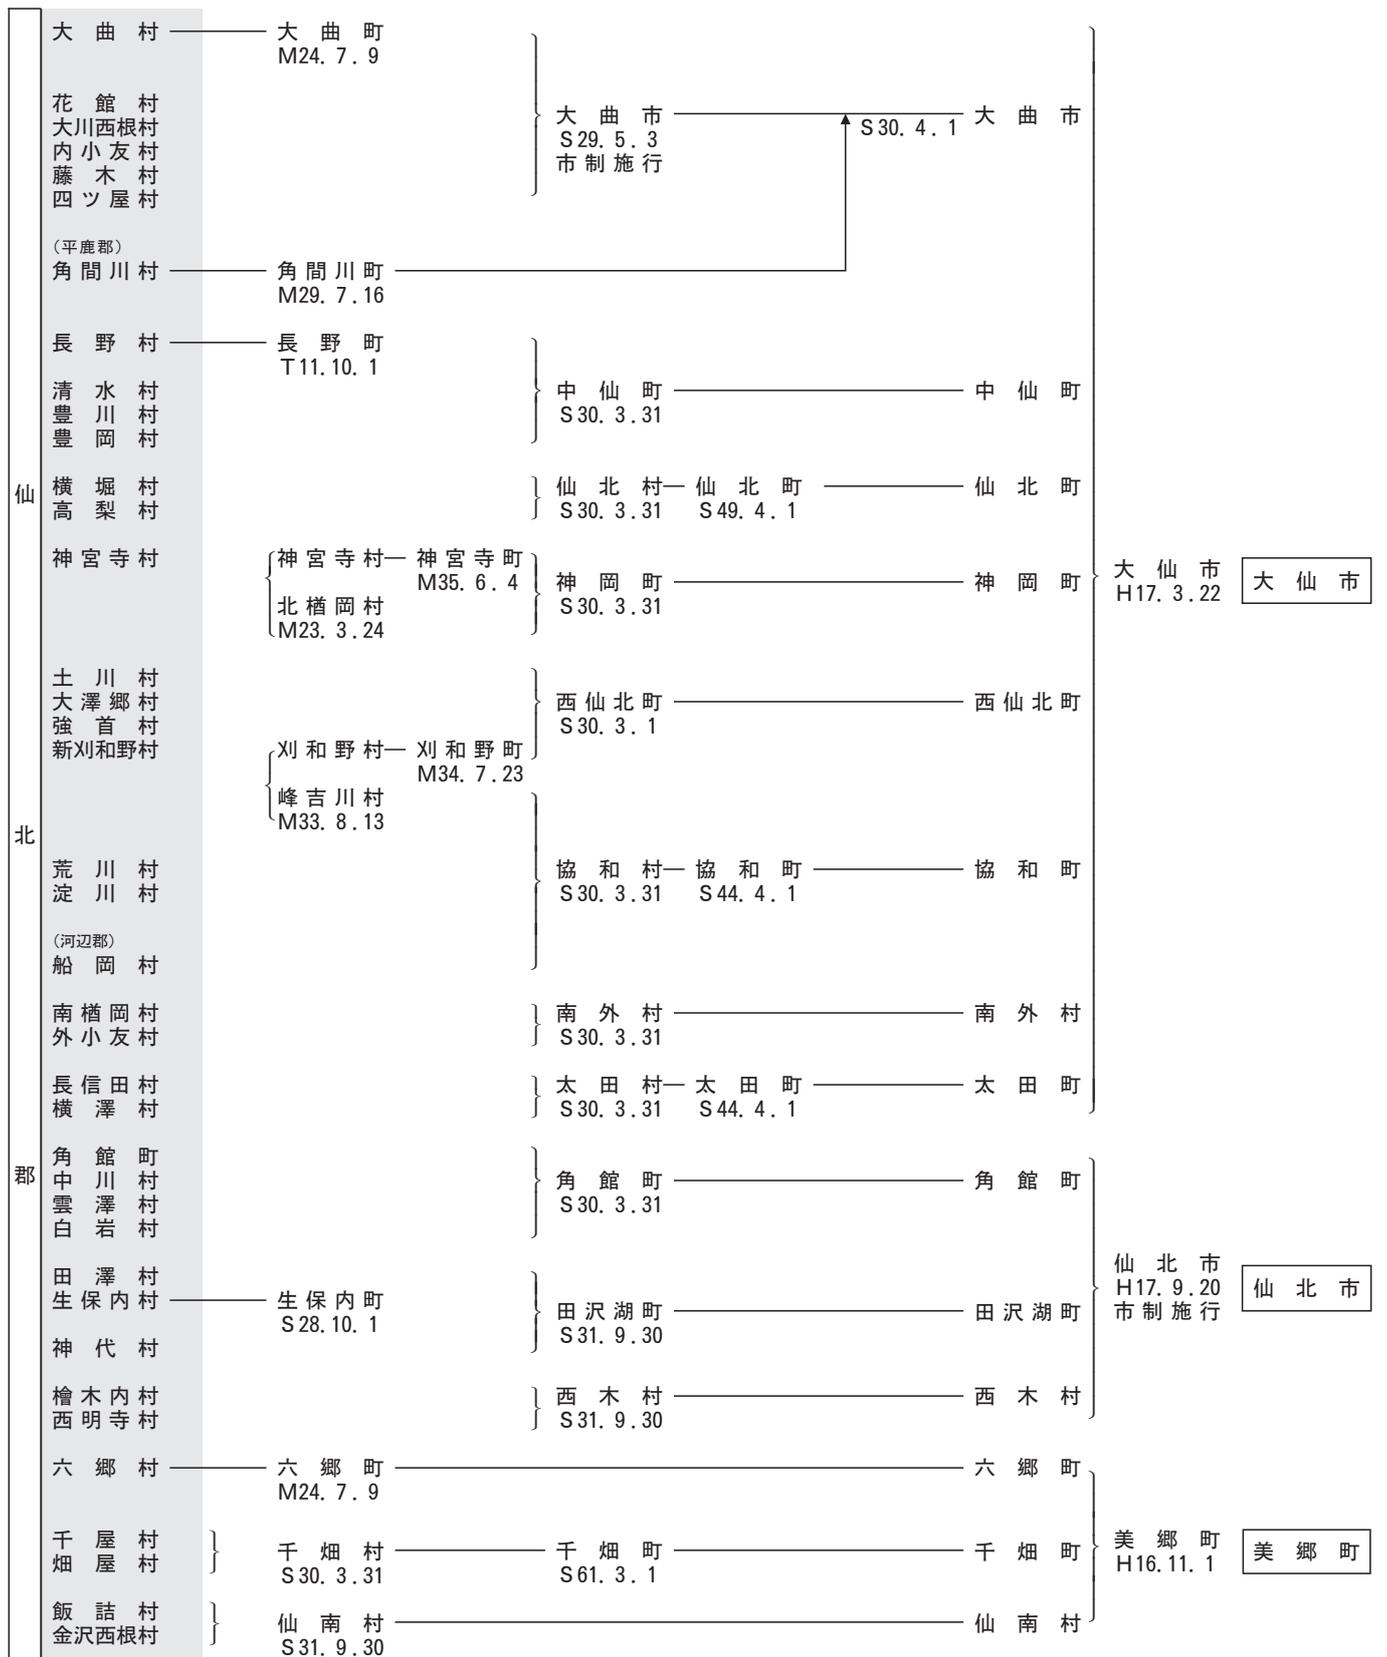 仙北郡
大曲村
大曲町
M24.7.9
花館村
大川西根村
内小友村
藤木村
四ツ屋村
大曲市
S29.5.3
市制施行
S30.4.1
大曲市
(平鹿郡)
角間川村
角間川町
M29.7.16
長野村
長野町
T11.10.1
清水村
豊川村
豊岡村
中仙町
S30.3.31
中仙町
横堀村
高梨村
仙北村
S30.3.31
仙北町
S49.4.1
仙北町
神宮寺村
神宮寺村
神宮寺町
M35.6.4
北楢岡村
M23.3.24
神岡町
S30.3.31
神岡町
大仙市
H17.3.22
大仙市
土川村
大澤郷村
強首村
新刈和野村
刈和野村
刈和野町
M34.7.23
峰吉川村
M33.8.13
西仙北町
S30.3.1
西仙北町
荒川村
淀川村
協和村
S30.3.31
協和町
S44.4.1
協和町
(河辺郡)
船岡村
南楢岡村
外小友村
南外村
S30.3.31
南外村
長信田村
横澤村
太田村
S30.3.31
太田町
S44.4.1
太田町
角館町
中川村
雲澤村
白岩村
角館町
S30.3.31
角館町
田澤村
生保内村
生保内町
S28.10.1
神代村
田沢湖町
S31.9.30
田沢湖町
仙北市
H17.9.20
市制施行
仙北市
檜木内村
西明寺村
西木村
S31.9.30
西木村
六郷村
六郷町
M24.7.9
六郷町
千屋村
畑屋村
千畑村
S30.3.31
千畑町
S61.3.1
千畑町
美郷町
H16.11.1
美郷町
飯詰村
金沢西根村
仙南村
S31.9.30
仙南村